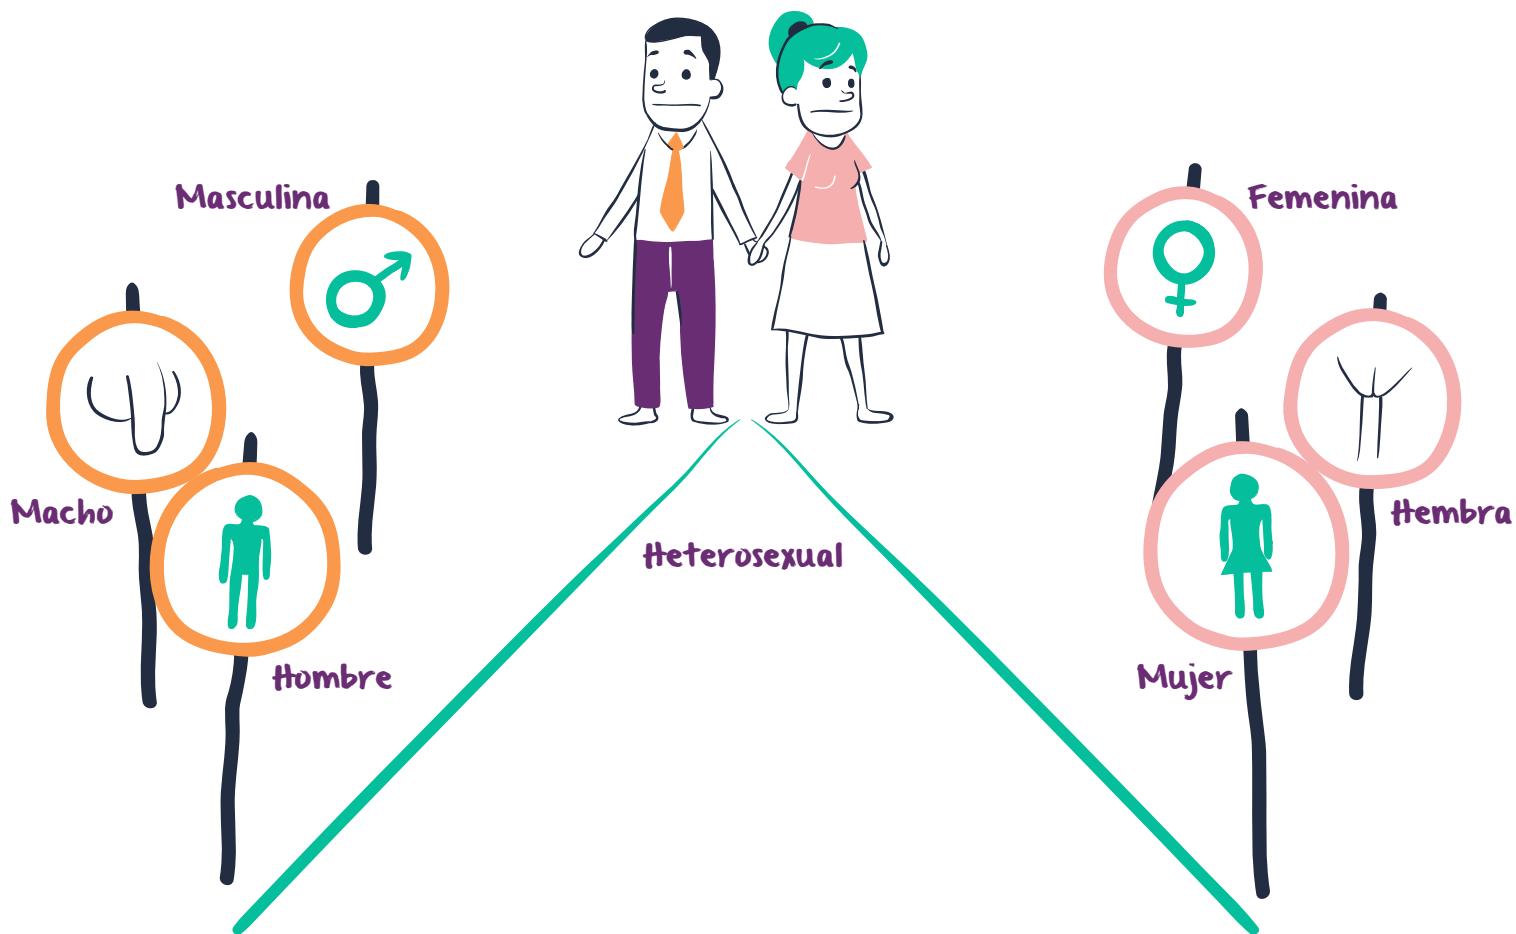 Masculina
Femenina
Macho
Hembra
Heterosexual
Hombre
Mujer